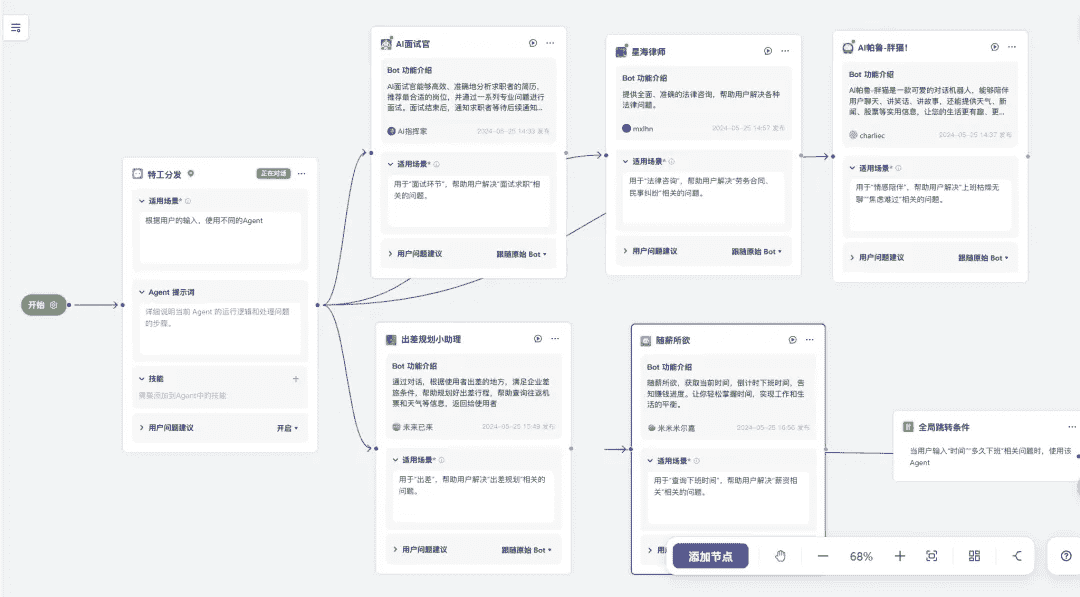 开始
特工分发
正在对话
适用场景*
根据用户的输入，使用不同的Agent
Agent 提示词
详细说明当前 Agent 的运行逻辑和处理问题
的步骤。
技能
需要添加到Agent中的技能
用户问题建议
开启
AI面试官
Bot 功能介绍
AI面试官能够高效、准确地分析求职者的简历，
推荐最合适的岗位，并通过一系列专业问题进行
面试。面试结束后，通知求职者等待后续通知...
AI指挥家
2024-05-25 14:39 发布
适用场景*
用于“面试环节”，帮助用户解决“面试求职”相
关的问题。
用户问题建议
跟随原始 Bot
星海律师
Bot 功能介绍
提供全面、准确的法律咨询，帮助用户解决各种
法律问题。
mxlhn
2024-05-25 14:57 发布
适用场景*
用于“法律咨询”，帮助用户解决“劳务合同、
民事纠纷”相关的问题。
用户问题建议
跟随原始 Bot
AI帕鲁-胖猫！
Bot 功能介绍
AI帕鲁-胖猫是一款可爱的对话机器人，能够陪伴
用户聊天、讲笑话、讲故事，还能提供天气、新
闻、股票等实用信息，让您的生活更有趣、更...
charliec
2024-05-25 14:37 发布
适用场景*
用于“情感陪伴”，帮助用户解决“上班枯燥无
聊”“焦虑难过”相关的问题。
用户问题建议
跟随原始 Bot
出差规划小助理
Bot 功能介绍
通过对话，根据使用者出差的地方，满足企业差
旅条件，帮助规划好出差行程，帮助查询往返机
票和天气等信息，返回给使用者
未来已来
2024-05-25 15:49 发布
适用场景*
用于“出差”，帮助用户解决“出差规划”相关的
问题。
用户问题建议
跟随原始 Bot
随薪所欲
Bot 功能介绍
随薪所欲，获取当前时间，倒计时下班时间，告
知赚钱进度。让你轻松掌握时间，实现工作和生
活的平衡。
米米米尔嘉
2024-05-25 16:56 发布
适用场景*
用于“查询下班时间”，帮助用户解决“薪资相
关”相关的问题。
用
全局跳转条件
当用户输入“时间”“多久下班”相关问题时，使用该
Agent
添加节点
68%